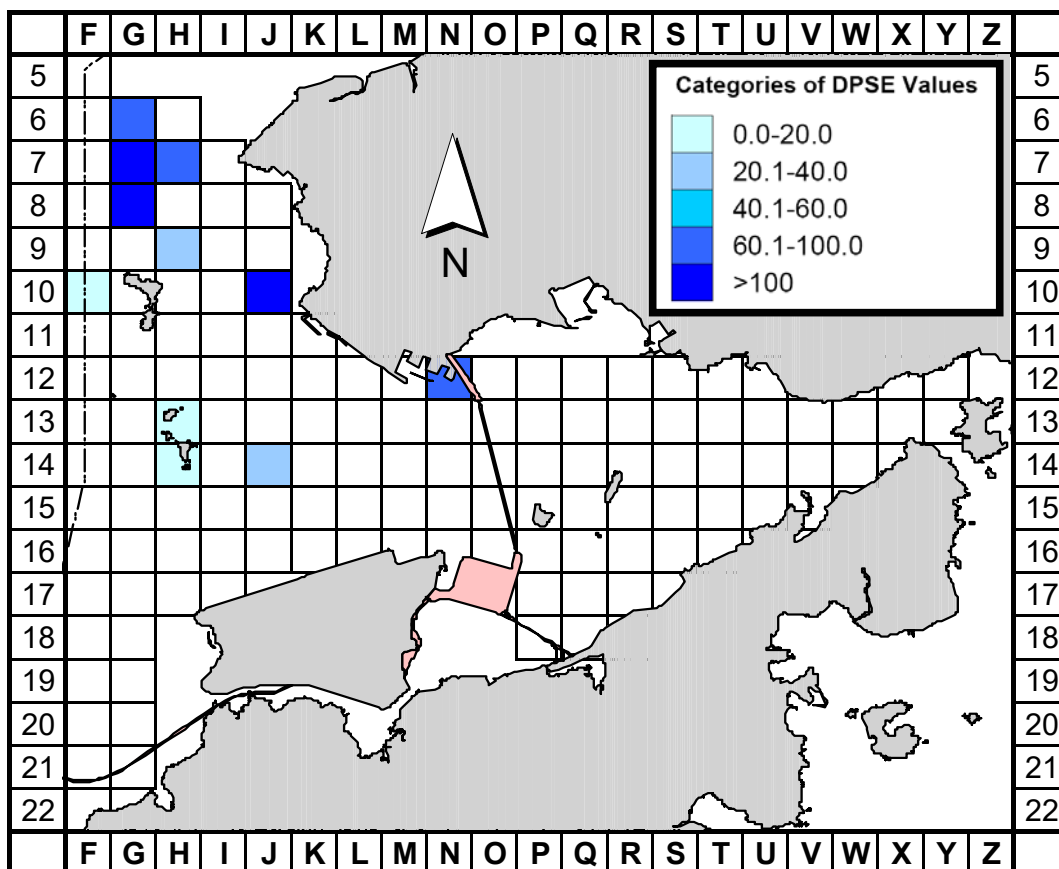 F G H I J K L M N O P Q R S T U V W X Y Z
5 5
Categories of DPSE Values
6 6
0.0-20.0
7 7
20.1-40.0
8 40.1-60.0 8
9 60.1-100.0 9
N
10 >100 10
11 11
12 12
13 13
14 14
15 15
16 16
17 17
18 18
19 19
20 20
21 21
22 22
F G H I J K L M N O P Q R S T U V W X Y Z